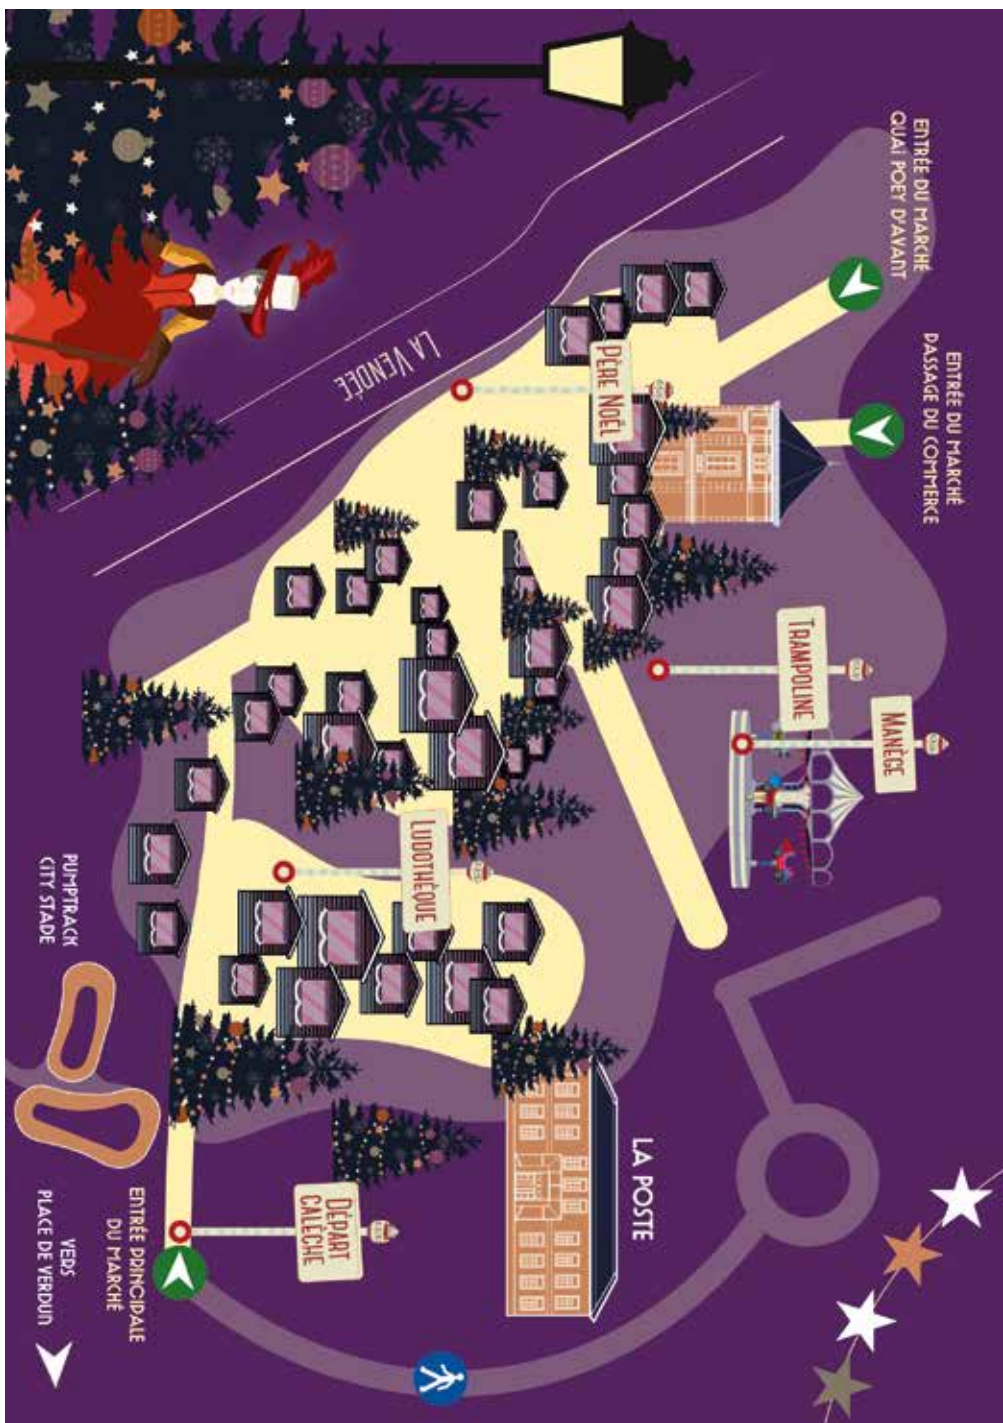 ENTRÉE DU MARCHÉ
QUAI POEY D'AVANT
ENTRÉE DU MARCHÉ
PASSAGE DU COMMERCE
LA VENDÉE
PÈRE NOËL
TRAMPOLINE
MANÈGE
LUDOTHÈQUE
PUMPTRACK
CITY STADE
LA POSTE
DÉPART
CALÈCHE
ENTRÉE PRINCIPALE
DU MARCHÉ
VERS
PLACE DE VERDUN